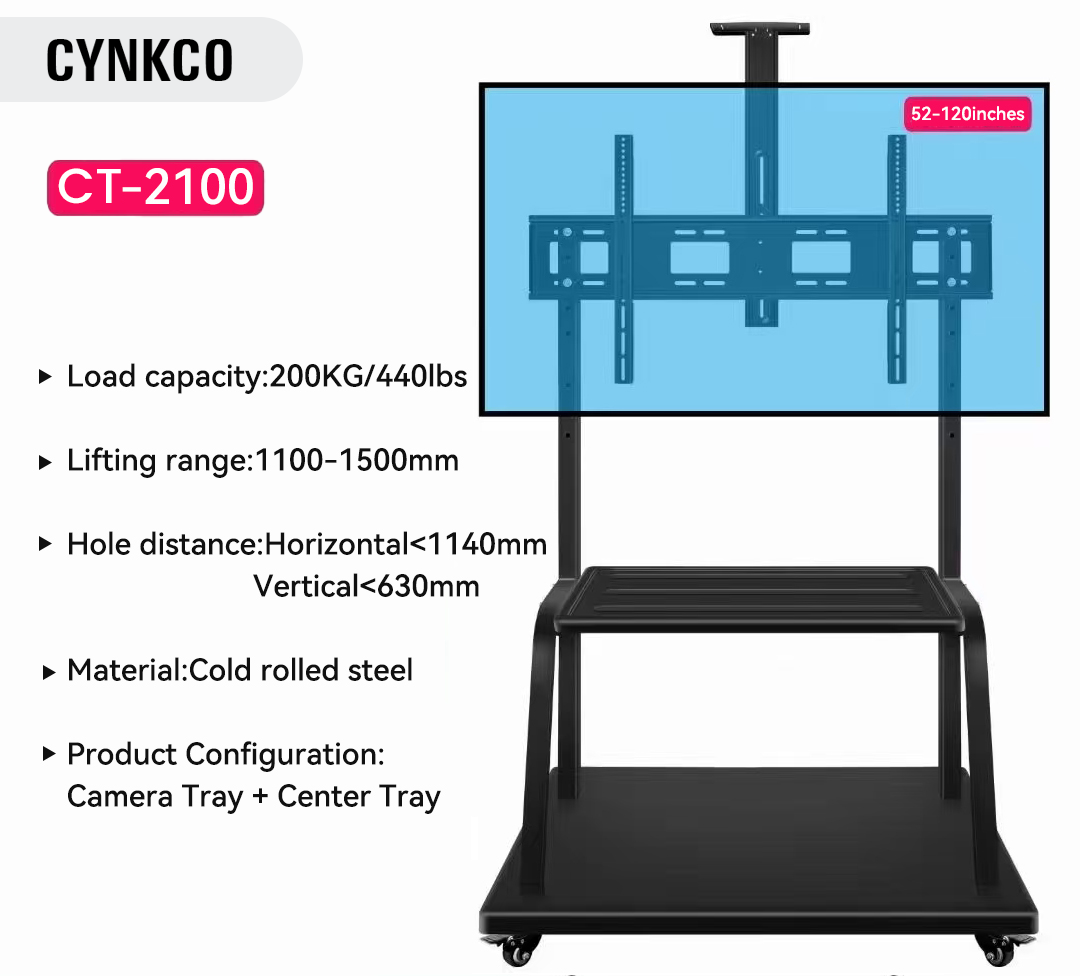 CYNKCO
52-120inches
CT-2100
Load capacity:200KG/440lbs
Lifting range:1100-1500mm
Hole distance:Horizontal<1140mm
Vertical<630mm
Material:Cold rolled steel
Product Configuration:
Camera Tray + Center Tray